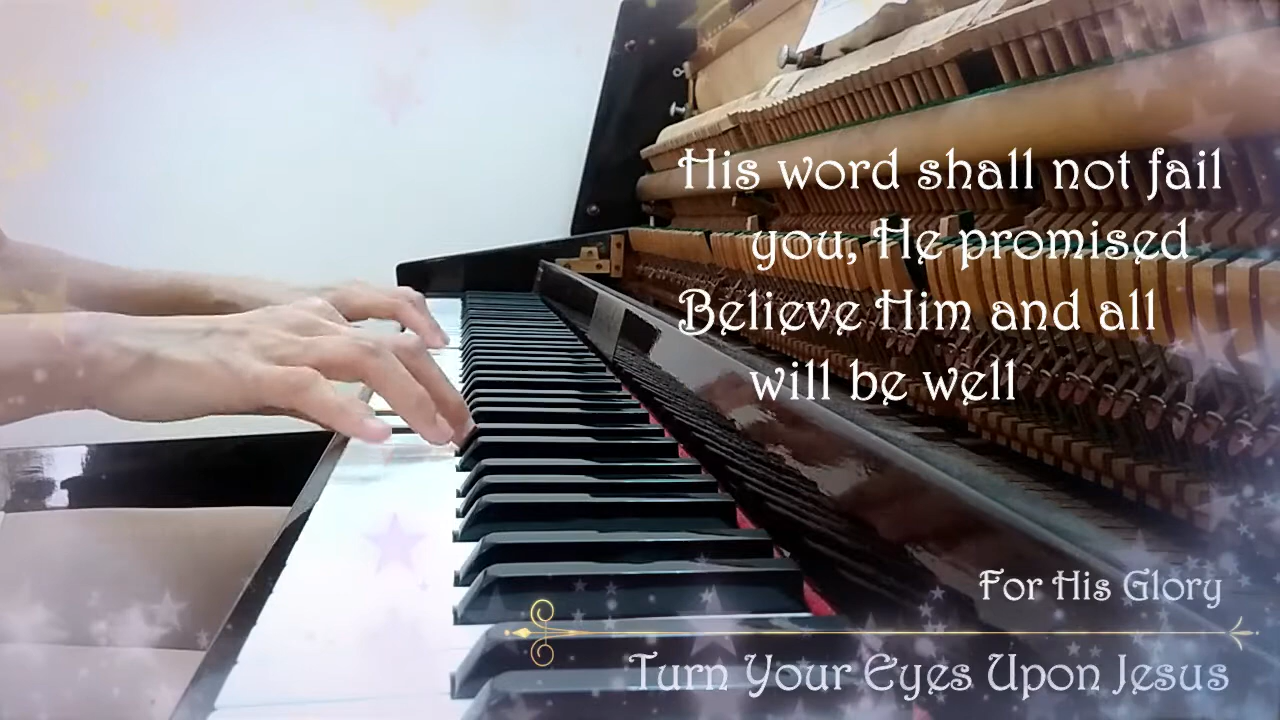 His word shall not fail
you, He promised
Believe Him and all
will be well
For His Glory
Turn Your Eyes Upon Jesus